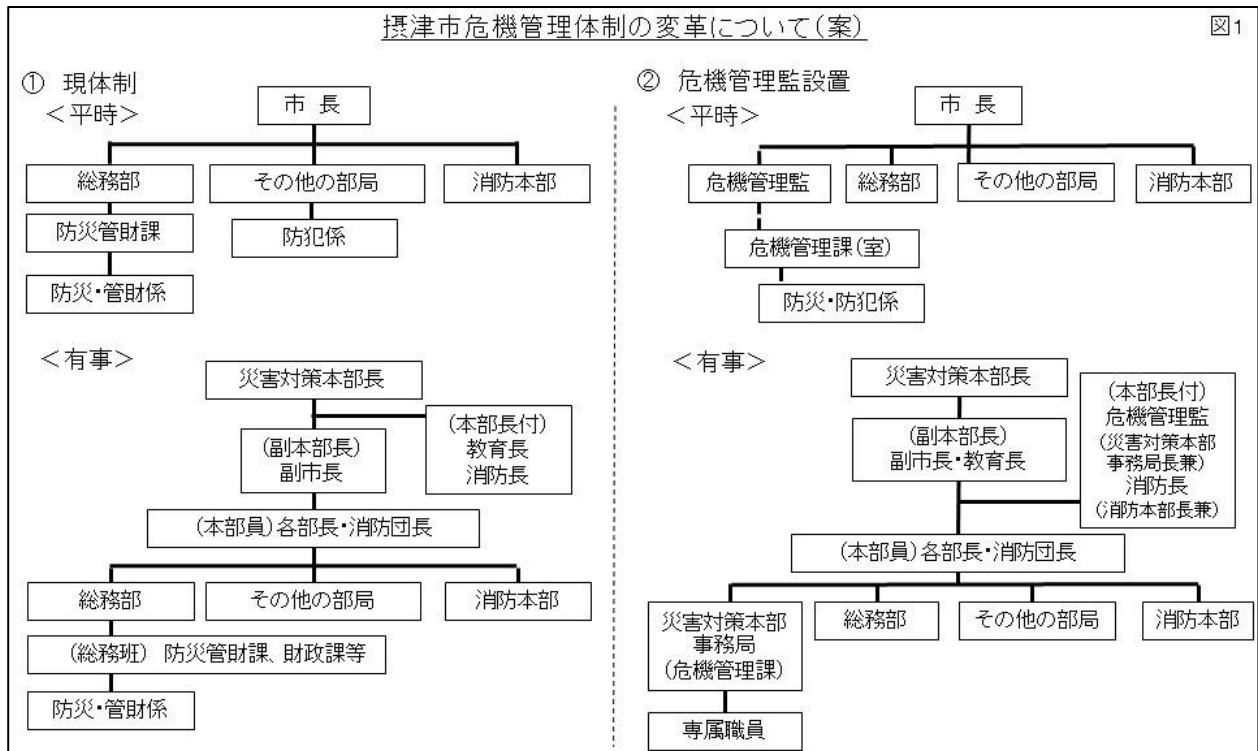 摂津市危機管理体制の変革について(案)
図1
① 現体制
<平時>
市 長
総務部
その他の部局
消防本部
防災管財課
防犯係
防災・管財係
<有事>
災害対策本部長
(本部長付)
教育長
消防長
(副本部長)
副市長
(本部員)各部長・消防団長
総務部
その他の部局
消防本部
(総務班) 防災管財課、財政課等
防災・管財係
② 危機管理監設置
<平時>
市 長
危機管理監
総務部
その他の部局
消防本部
危機管理課(室)
防災・防犯係
<有事>
災害対策本部長
(本部長付)
危機管理監
(災害対策本部
事務局長兼)
消防長
(消防本部長兼)
(副本部長)
副市長・教育長
(本部員)各部長・消防団長
災害対策本部
事務局
(危機管理課)
総務部
その他の部局
消防本部
専属職員